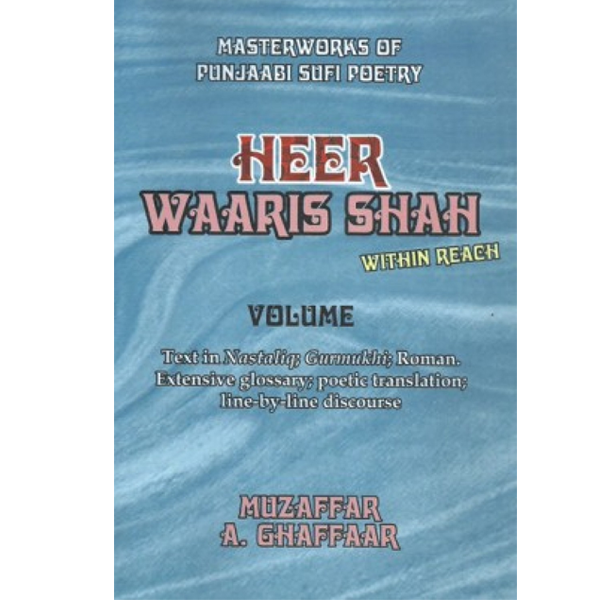 MASTERWORKS OF
PUNJAABI SUFI POETRY
HEER
WAARIS SHAH
WITHIN REACH
VOLUME
Text in Nastaliq; Gurmukhi; Roman.
Extensive glossary; poetic translation;
line-by-line discourse
MUZAFFAR
A. GHAFFAAR